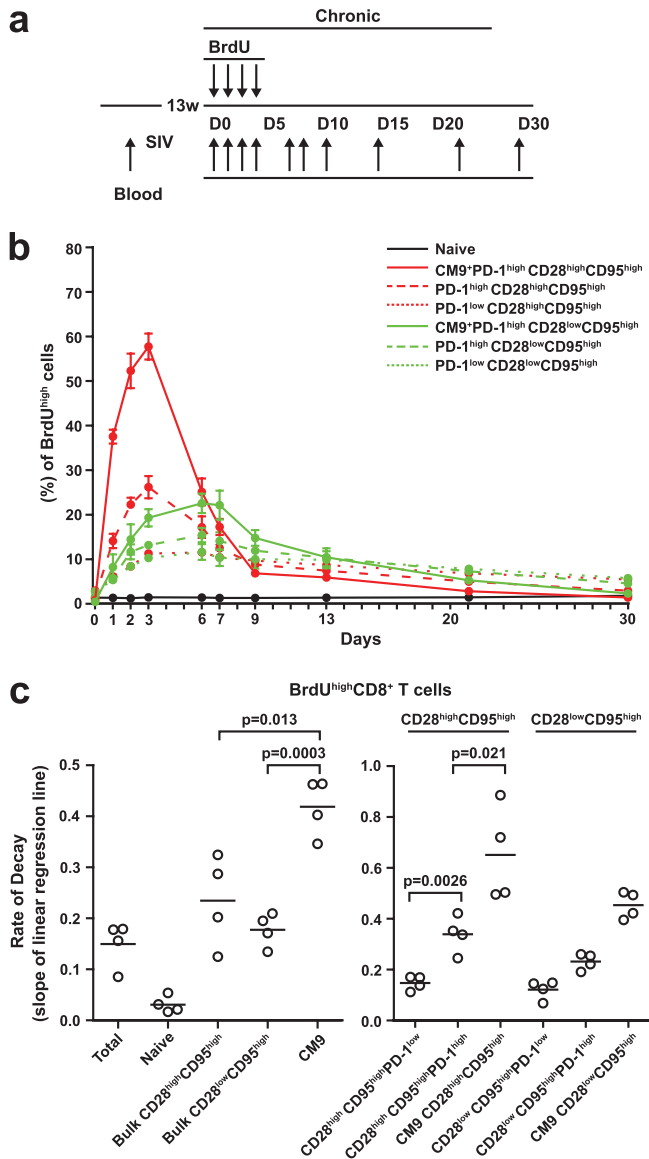 a
Chronic
BrdU
13w
D0 D5 D10 D15 D20 D30
SIV
Blood
b
80
70
60
50
40
30
20
10
0
(%) of BrdUhigh cells
Naive
CM9+PD-1high CD28highCD95high
PD-1high CD28highCD95high
PD-1low CD28highCD95high
CM9+PD-1high CD28lowCD95high
PD-1high CD28lowCD95high
PD-1low CD28lowCD95high
0 1 2 3 6 7 9 13 20 30
Days
c
BrdUhighCD8+ T cells
p=0.013
p=0.0003
0.5
0.4
0.3
0.2
0.1
0.0
Rate of Decay
(slope of linear regression line)
Total
Naive
Bulk CD28highCD95high
Bulk CD28lowCD95high
CM9
CD28highCD95high
CD28lowCD95high
p=0.021
p=0.0026
1.0
0.8
0.6
0.4
0.2
0.0
CD28high CD95highPD-1low
CD28high CD95highPD-1high
CM9 CD28highCD95high
CD28low CD95highPD-1low
CD28low CD95highPD-1high
CM9 CD28lowCD95high